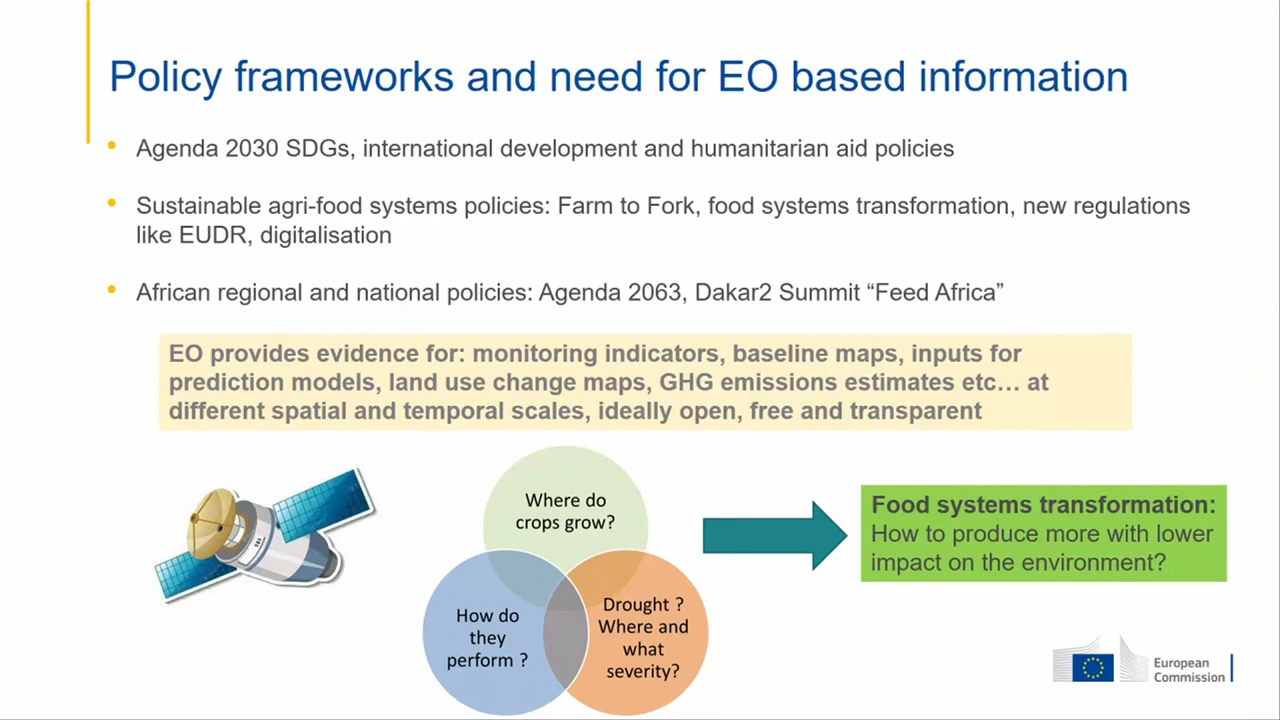 Policy frameworks and need for EO based information
• Agenda 2030 SDGs, international development and humanitarian aid policies
• Sustainable agri-food systems policies: Farm to Fork, food systems transformation, new regulations
like EUDR, digitalisation
• African regional and national policies: Agenda 2063, Dakar2 Summit “Feed Africa”
EO provides evidence for: monitoring indicators, baseline maps, inputs for
prediction models, land use change maps, GHG emissions estimates etc… at
different spatial and temporal scales, ideally open, free and transparent
Where do
crops grow?
How do
they
perform ?
Drought ?
Where and
what
severity?
Food systems transformation:
How to produce more with lower
impact on the environment?
European
Commission